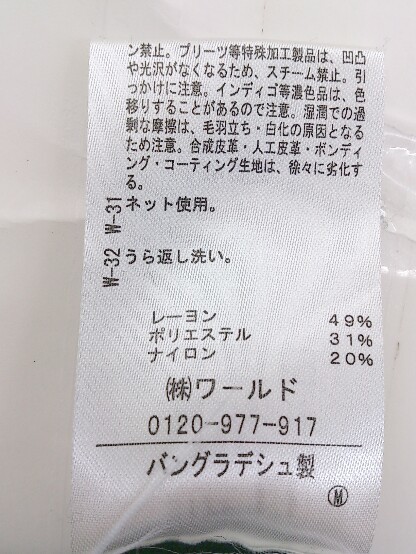 ン禁止。プリーツ等特殊加工製品は、凹凸
や光沢がなくなるため、スチーム禁止。引
っかけに注意。インディゴ等濃色品は、色
移りすることがあるので注意。湿潤での過
剰な摩擦は、毛羽立ち・白化の原因となる
ため注意。合成皮革・人工皮革・ボンディ
ング・コーティング生地は、徐々に劣化す
る。
W-31 ネット使用。
W-32 うら返し洗い。
レーヨン 49%
ポリエステル 31%
ナイロン 20%
㈱ワールド
0120-977-917
バングラデシュ製
Ⓜ